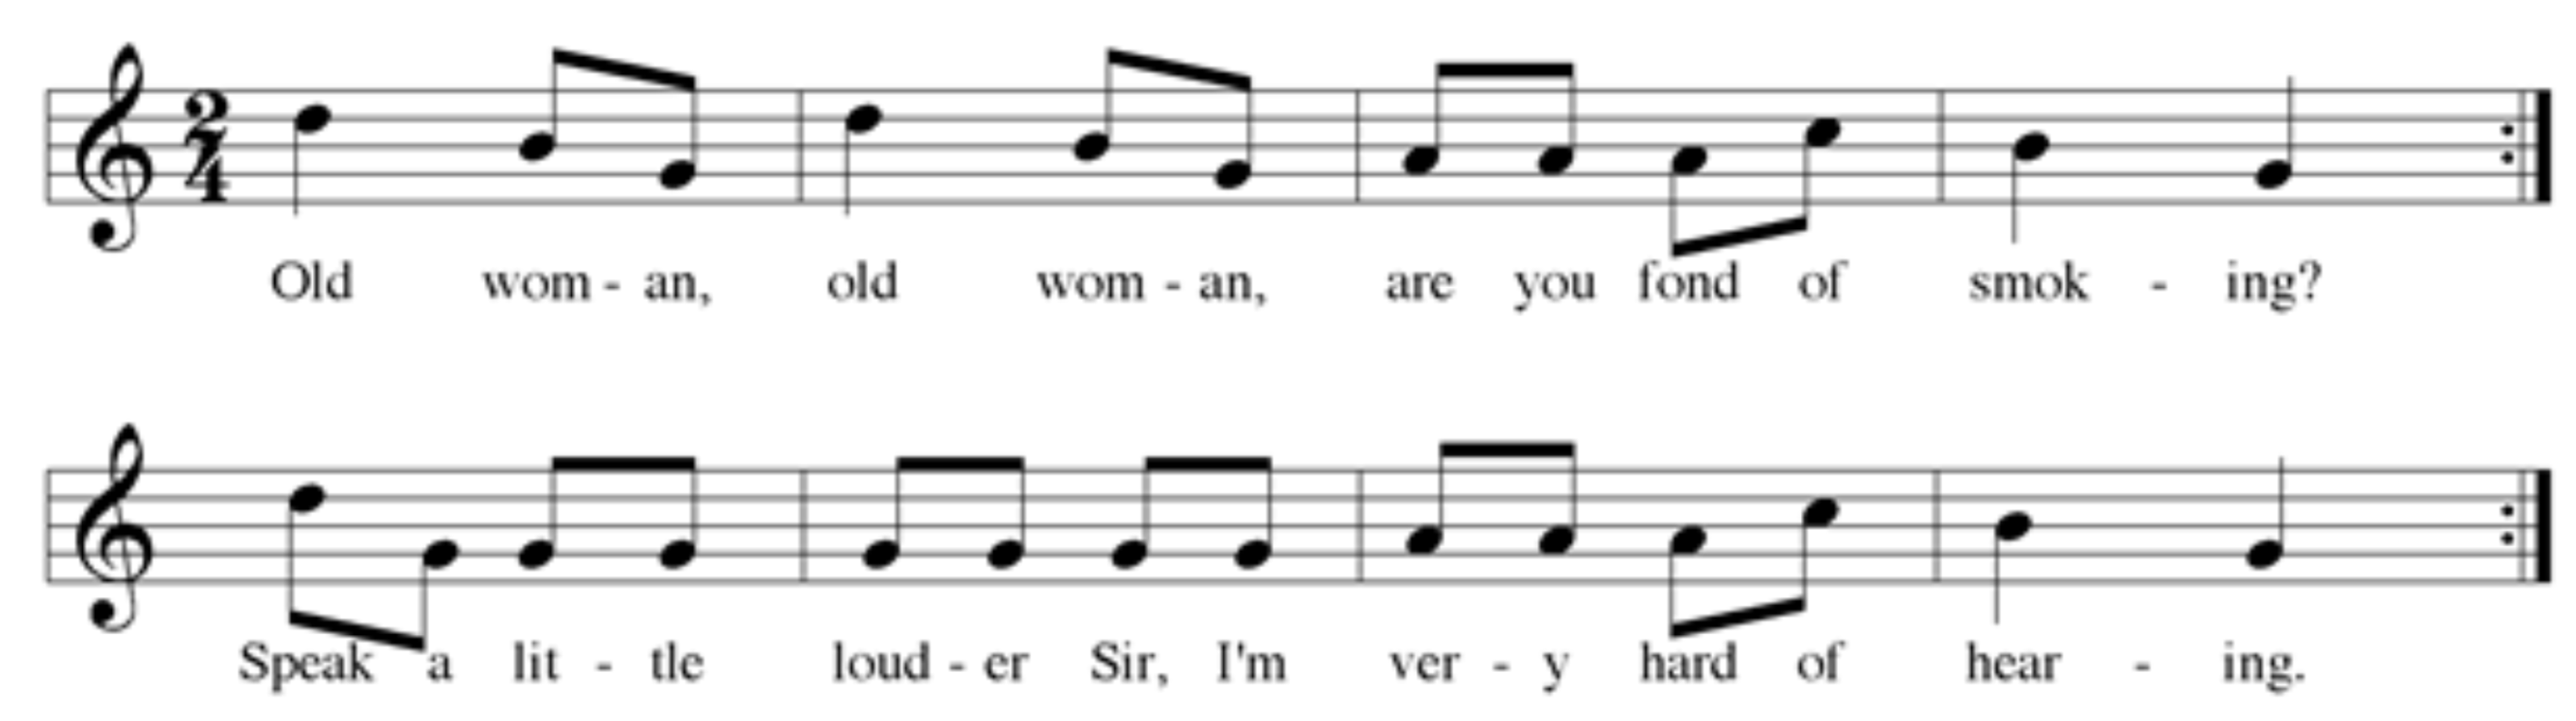 2/4
Old wom - an, old wom - an, are you fond of smok - ing?
Speak a lit - tle loud - er Sir, I'm ver - y hard of hear - ing.